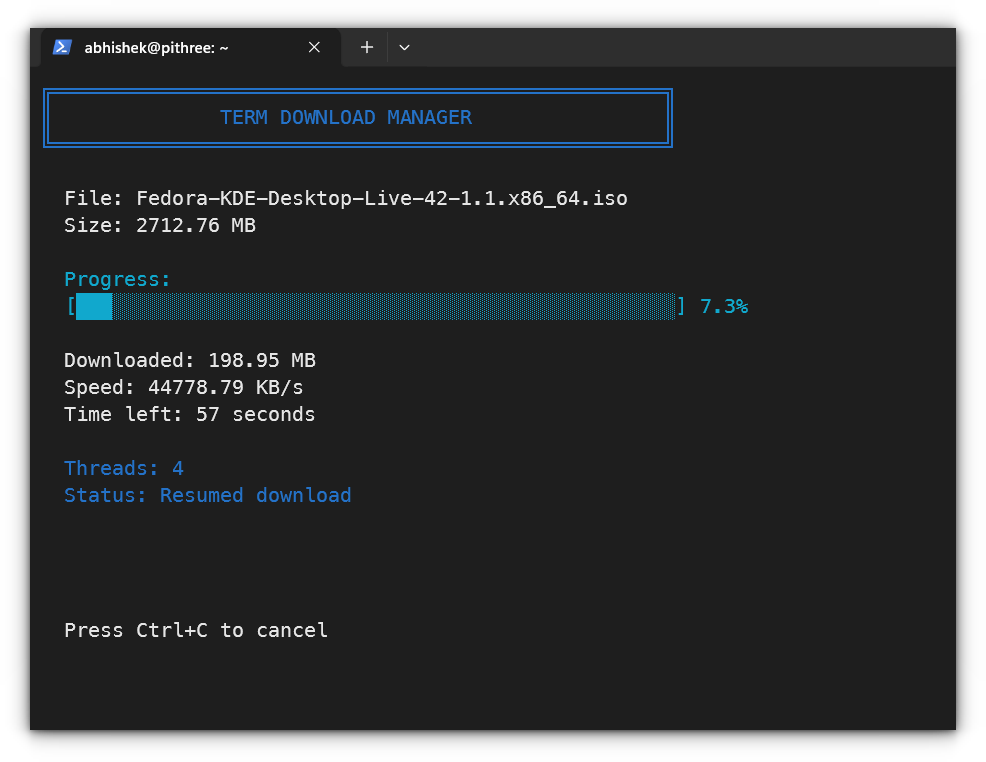 abhishek@pithree: ~
TERM DOWNLOAD MANAGER
File: Fedora-KDE-Desktop-Live-42-1.1.x86_64.iso
Size: 2712.76 MB
Progress:
[ ] 7.3%
Downloaded: 198.95 MB
Speed: 44778.79 KB/s
Time left: 57 seconds
Threads: 4
Status: Resumed download
Press Ctrl+C to cancel